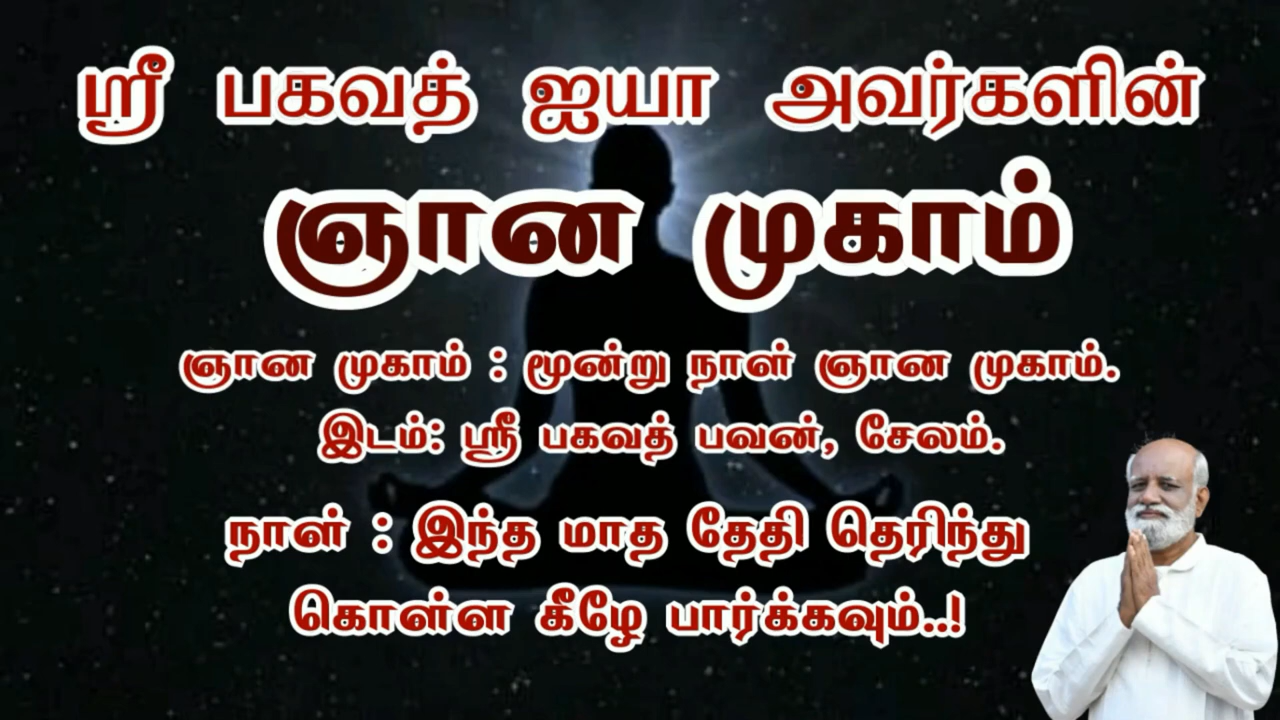 ஸ்ரீ பகவத் ஐயா அவர்களின்
ஞான முகாம்
ஞான முகாம் : மூன்று நாள் ஞான முகாம்.
இடம்: ஸ்ரீ பகவத் பவன், சேலம்.
நாள் : இந்த மாத தேதி தெரிந்து
கொள்ள கீழே பார்க்கவும்..!